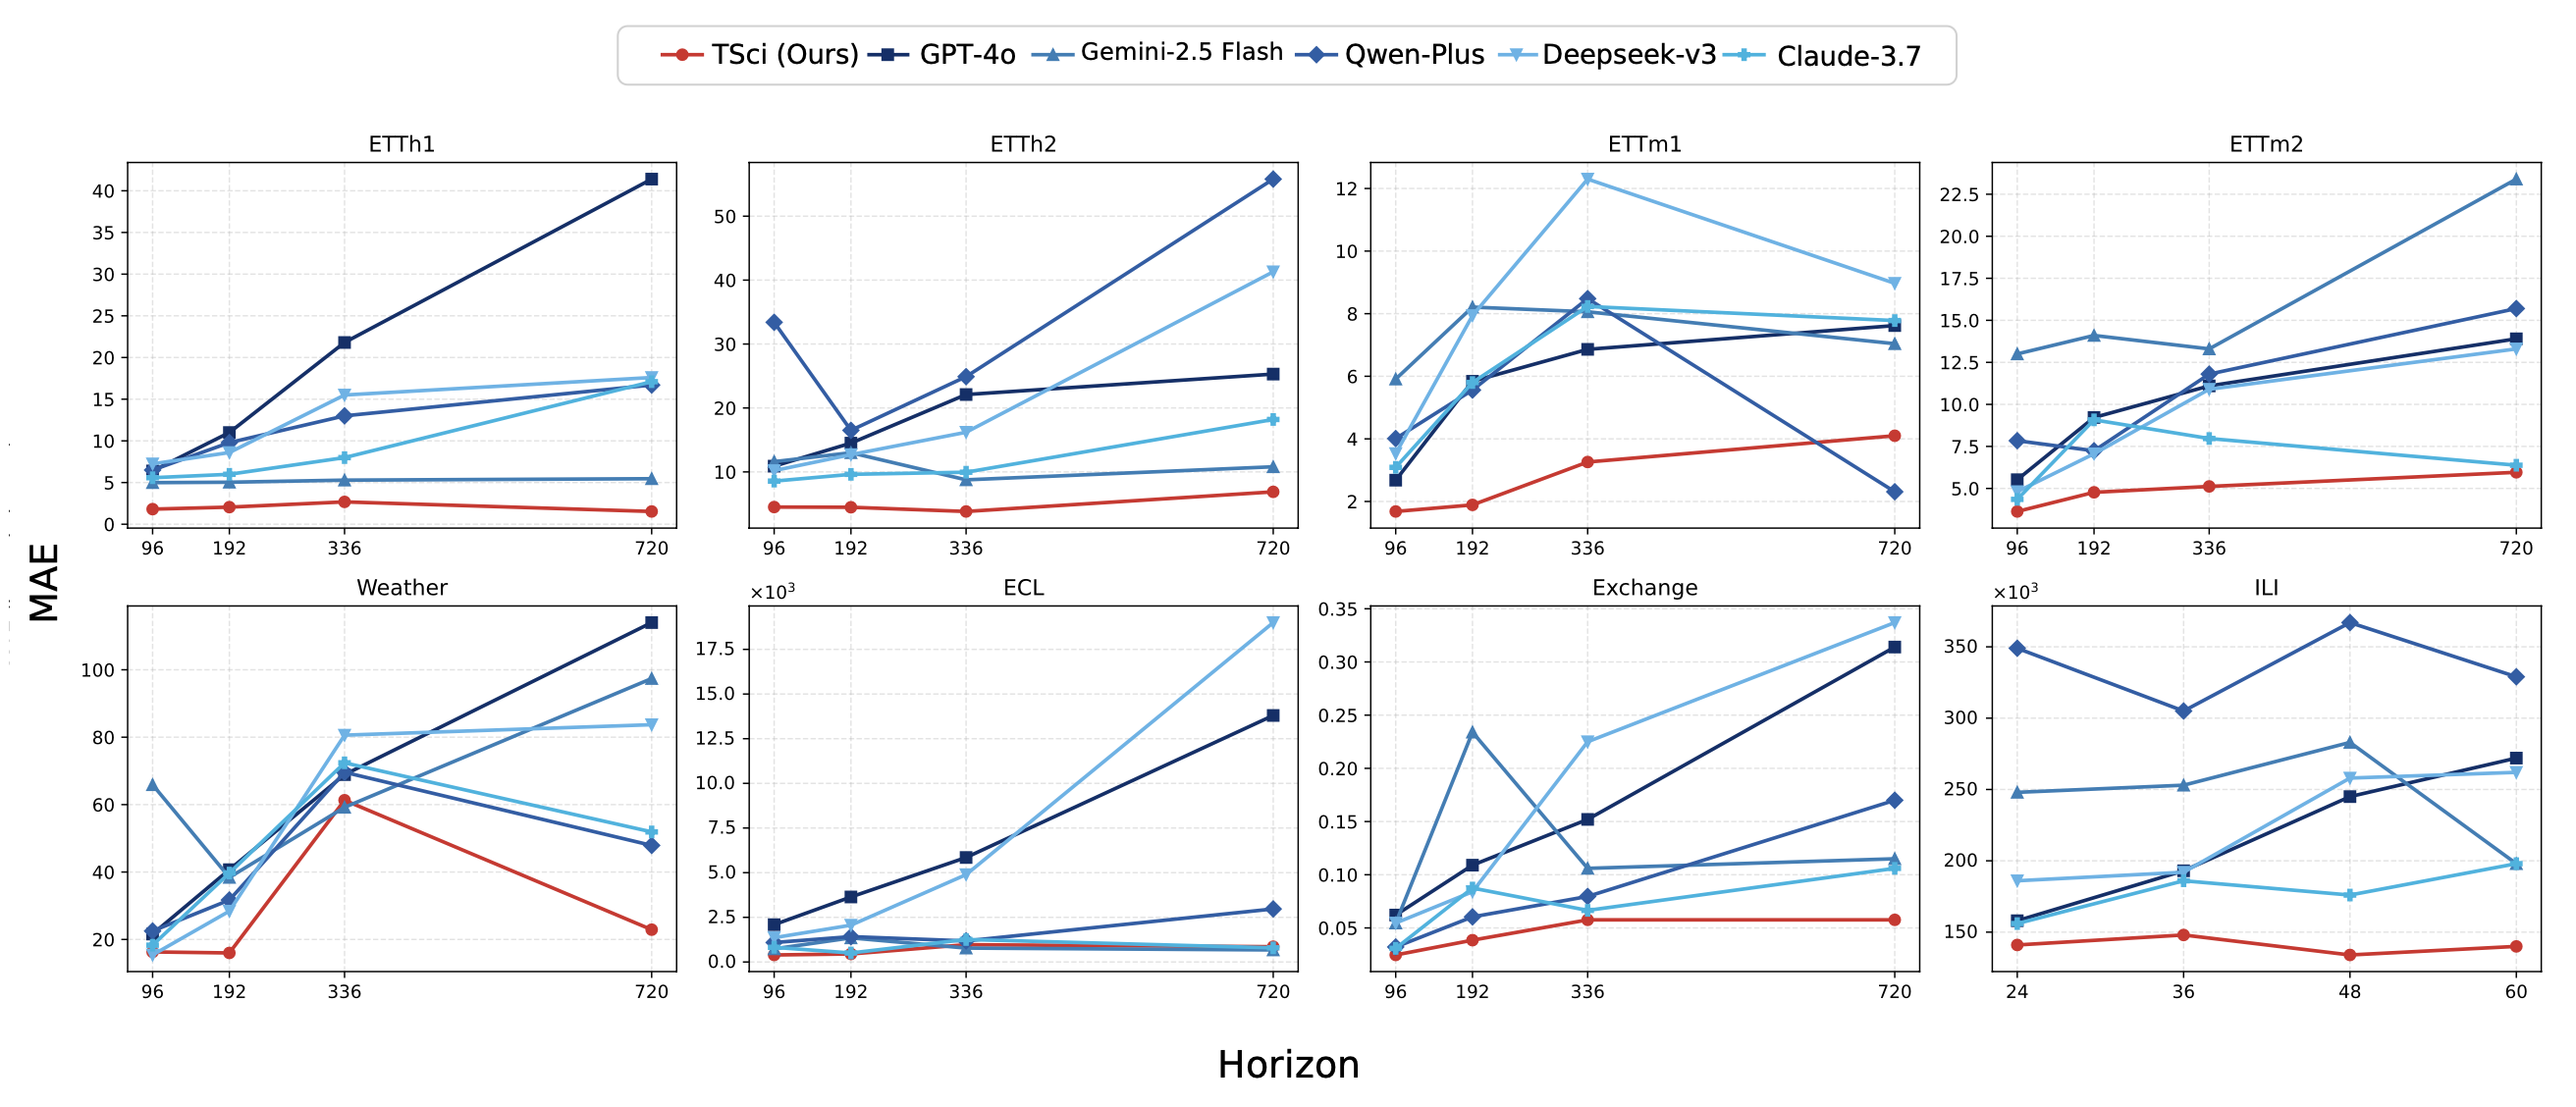 TSci (Ours) GPT-4o Gemini-2.5 Flash Qwen-Plus Deepseek-v3 Claude-3.7
ETTh1
40
35
30
25
20
15
10
5
0
96 192 336 720
ETTh2
50
40
30
20
10
96 192 336 720
ETTm1
12
10
8
6
4
2
96 192 336 720
ETTm2
22.5
20.0
17.5
15.0
12.5
10.0
7.5
5.0
96 192 336 720
MAE
Weather
100
80
60
40
20
96 192 336 720
×10³
ECL
17.5
15.0
12.5
10.0
7.5
5.0
2.5
0.0
96 192 336 720
Exchange
0.35
0.30
0.25
0.20
0.15
0.10
0.05
96 192 336 720
×10³
ILI
350
300
250
200
150
24 36 48 60
Horizon